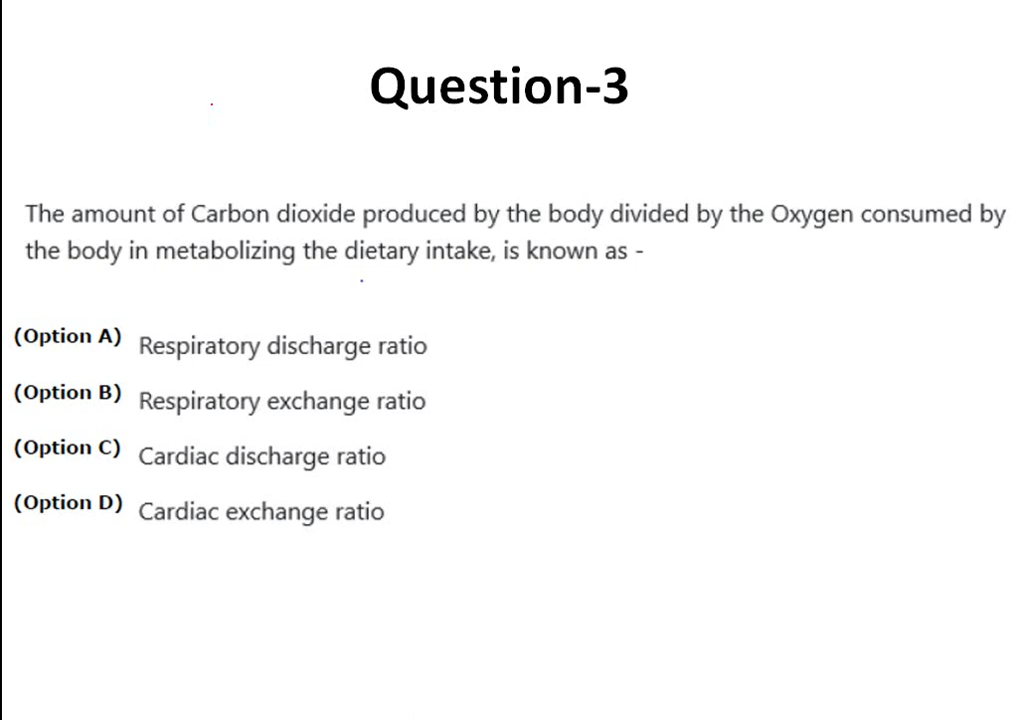 Question-3
The amount of Carbon dioxide produced by the body divided by the Oxygen consumed by
the body in metabolizing the dietary intake, is known as -
(Option A) Respiratory discharge ratio
(Option B) Respiratory exchange ratio
(Option C) Cardiac discharge ratio
(Option D) Cardiac exchange ratio